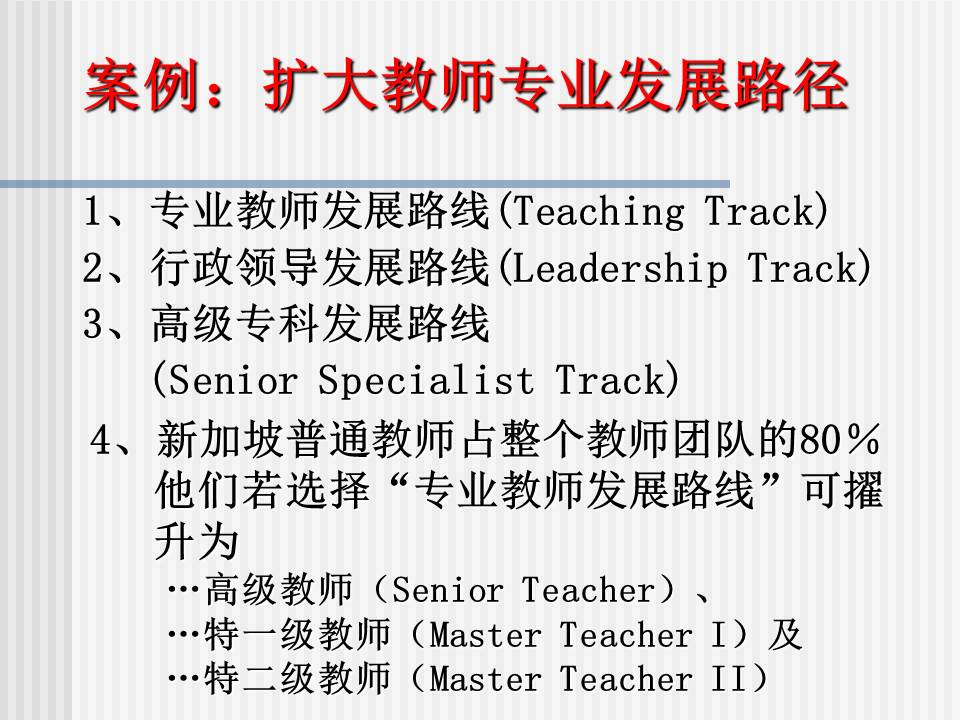 案例：扩大教师专业发展路径
1、专业教师发展路线(Teaching Track)
2、行政领导发展路线(Leadership Track)
3、高级专科发展路线
(Senior Specialist Track)
4、新加坡普通教师占整个教师团队的80％
他们若选择“专业教师发展路线”可擢
升为
…高级教师（Senior Teacher）、
…特一级教师（Master Teacher I）及
…特二级教师（Master Teacher II）